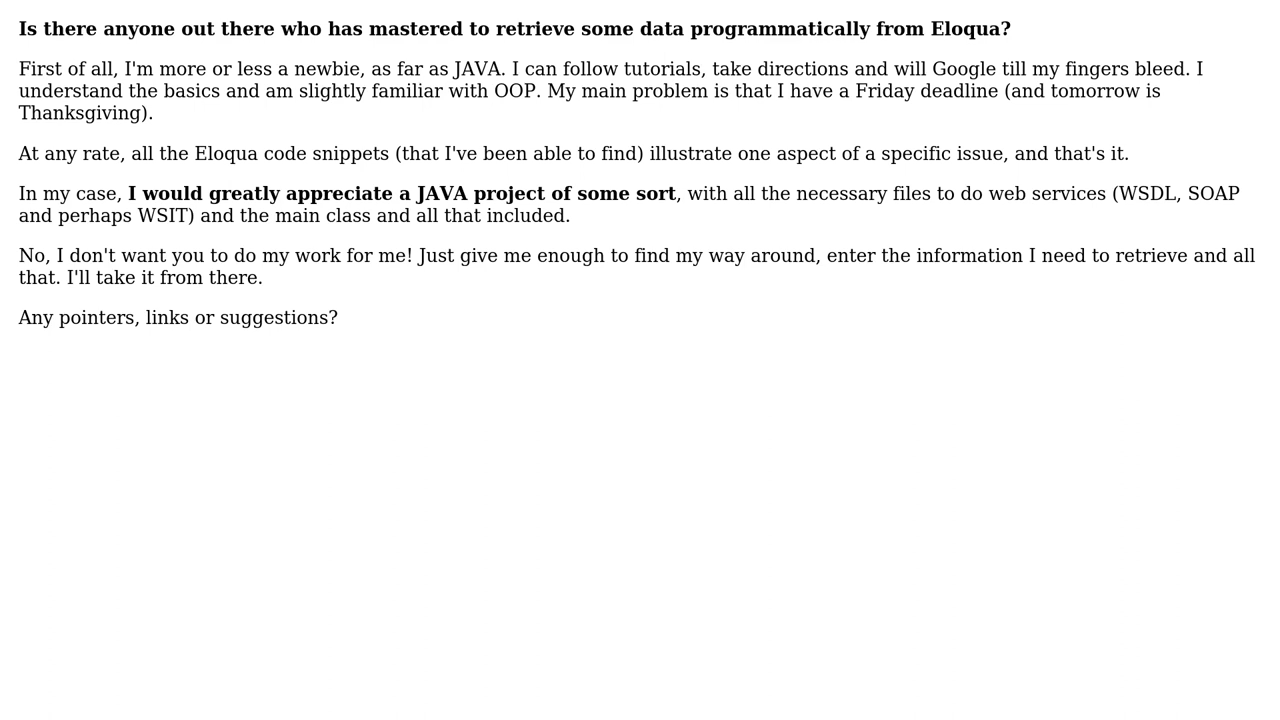 Is there anyone out there who has mastered to retrieve some data programmatically from Eloqua?
First of all, I'm more or less a newbie, as far as JAVA. I can follow tutorials, take directions and will Google till my fingers bleed. I
understand the basics and am slightly familiar with OOP. My main problem is that I have a Friday deadline (and tomorrow is
Thanksgiving).
At any rate, all the Eloqua code snippets (that I've been able to find) illustrate one aspect of a specific issue, and that's it.
In my case, I would greatly appreciate a JAVA project of some sort, with all the necessary files to do web services (WSDL, SOAP
and perhaps WSIT) and the main class and all that included.
No, I don't want you to do my work for me! Just give me enough to find my way around, enter the information I need to retrieve and all
that. I'll take it from there.
Any pointers, links or suggestions?